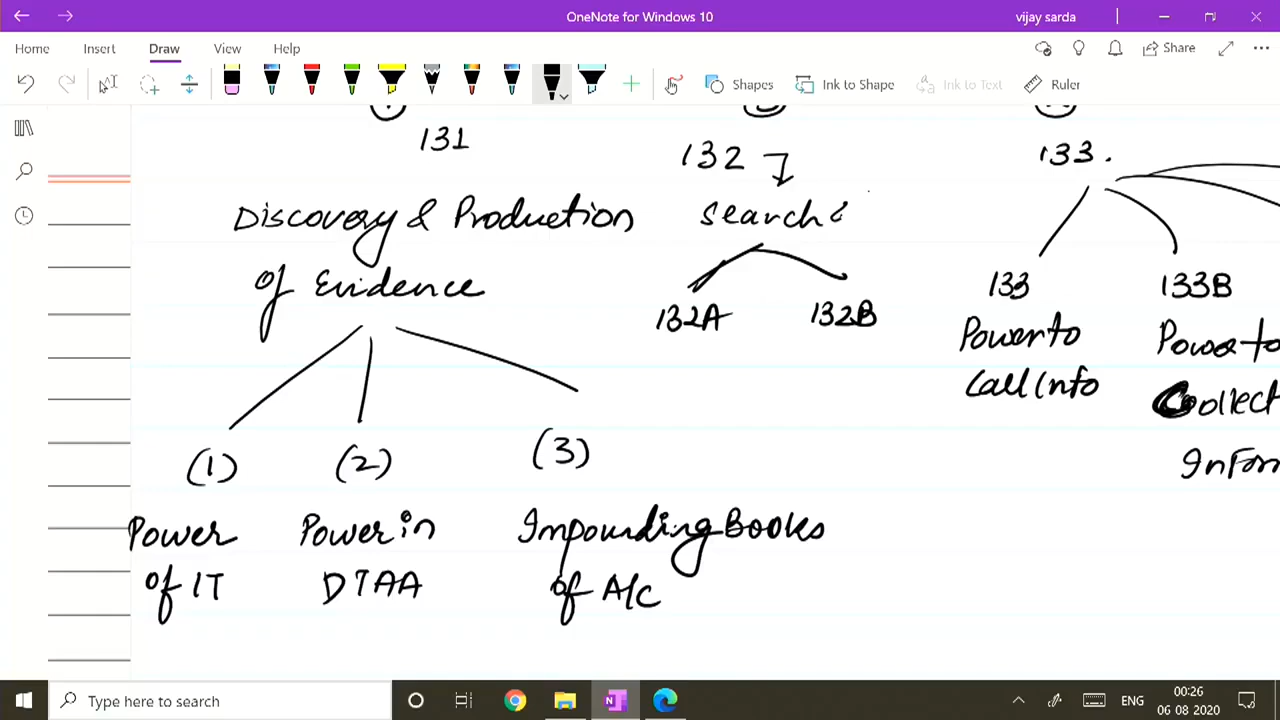 OneNote for Windows 10
vijay sarda
Home Insert Draw View Help
Share
Shapes
Ink to Shape
Ink to Text
Ruler
131
132
133.
Discovery & Production
of Evidence
Search &
132A
132B
133
Power to
Call Info
133B
Power to
Collect
Infor
(1)
(2)
(3)
Power
of IT
Power in
DTAA
Impounding Books
of A/C
Type here to search
ENG
00:26
06-08-2020